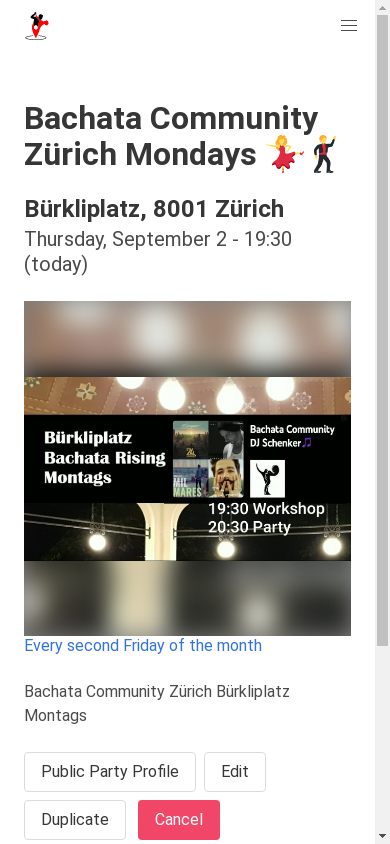 Bachata Community
Zürich Mondays 💃🕺
Bürkliplatz, 8001 Zürich
Thursday, September 2 - 19:30
(today)
Bürkliplatz
Bachata Rising
Montags
Bachata Community
DJ Schenker🎵
MIL
MARES
19:30 Workshop
20:30 Party
Every second Friday of the month
Bachata Community Zürich Bürkliplatz
Montags
Public Party Profile
Edit
Duplicate
Cancel